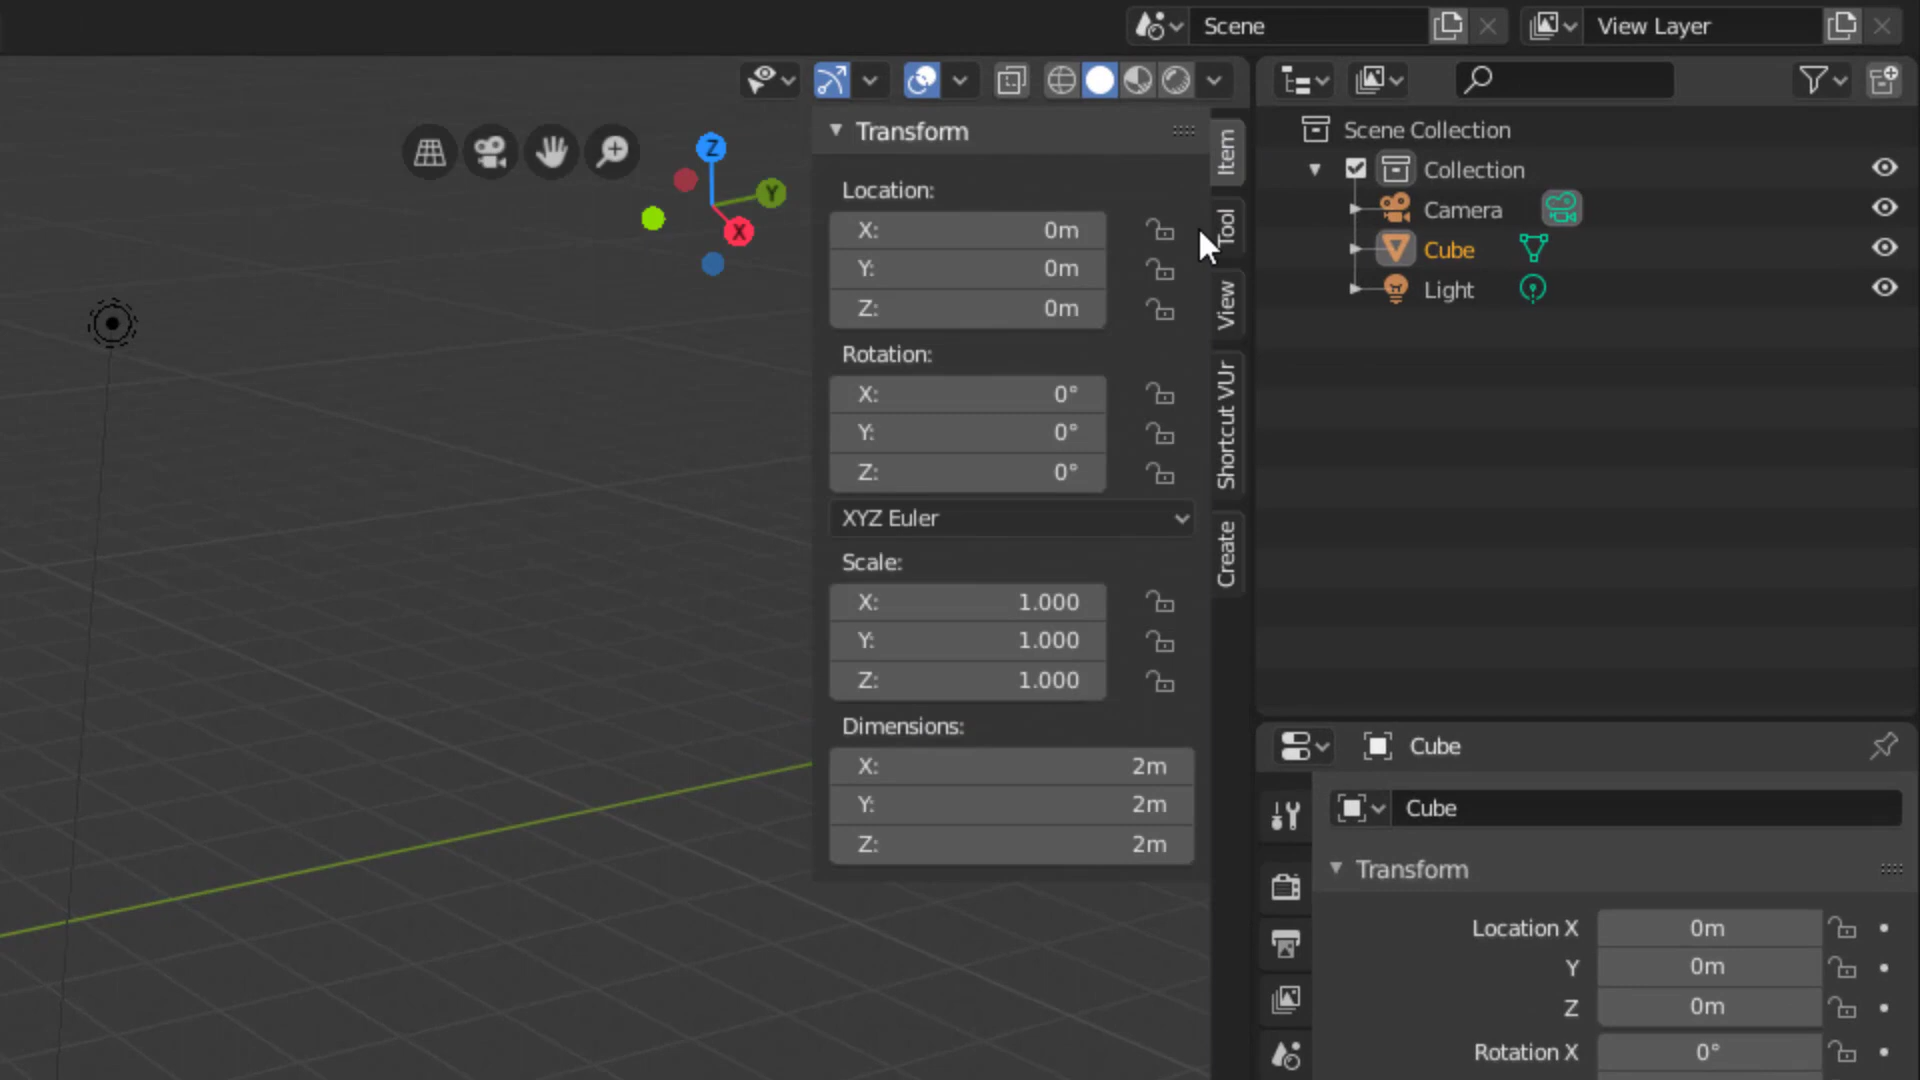 Scene
View Layer
Transform
Item
Tool
View
Shortcut VUr
Create
Z
Y
X
Location:
X: 0m
Y: 0m
Z: 0m
Rotation:
X: 0°
Y: 0°
Z: 0°
XYZ Euler
Scale:
X: 1.000
Y: 1.000
Z: 1.000
Dimensions:
X: 2m
Y: 2m
Z: 2m
Scene Collection
Collection
Camera
Cube
Light
Cube
Cube
Transform
Location X 0m
Y 0m
Z 0m
Rotation X 0°